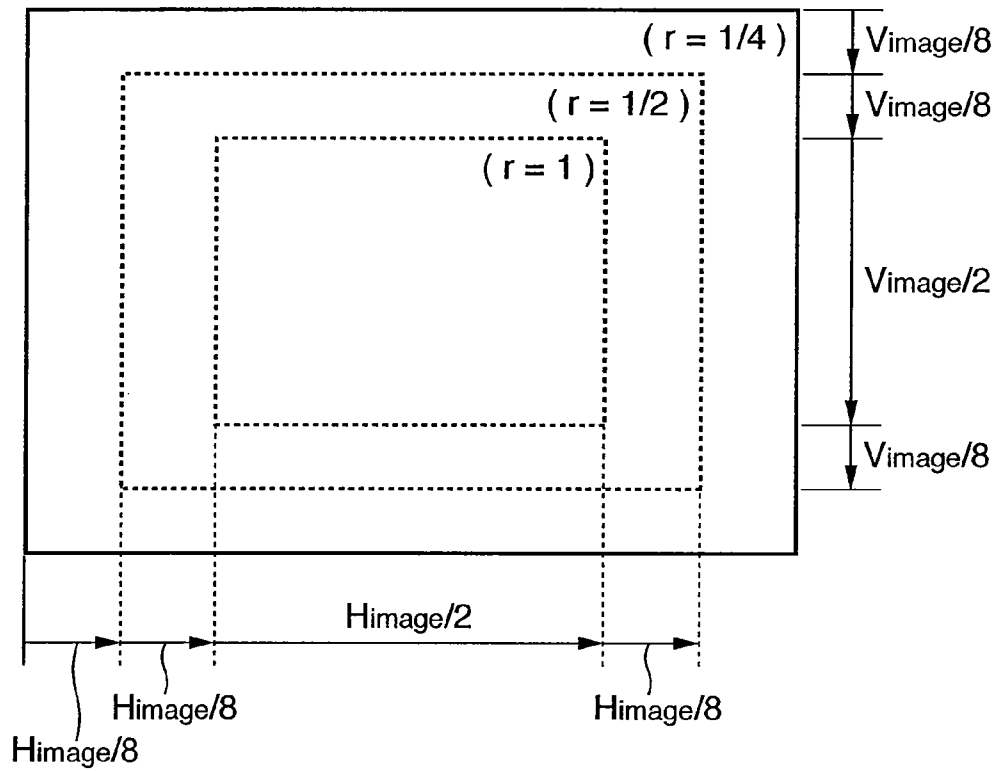 ( r = 1/4 )
Vimage/8
( r = 1/2 )
Vimage/8
( r = 1 )
Vimage/2
Vimage/8
Himage/2
Himage/8
Himage/8
Himage/8